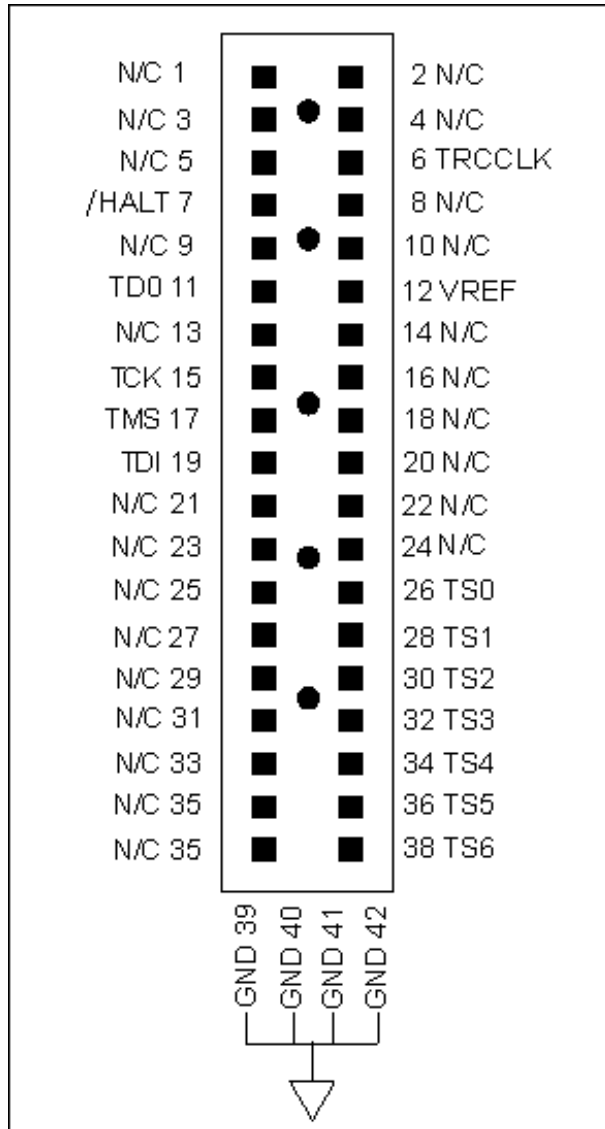 N/C 1 2 N/C
N/C 3 4 N/C
N/C 5 6 TRCCLK
/HALT 7 8 N/C
N/C 9 10 N/C
TD0 11 12 VREF
N/C 13 14 N/C
TCK 15 16 N/C
TMS 17 18 N/C
TDI 19 20 N/C
N/C 21 22 N/C
N/C 23 24 N/C
N/C 25 26 TS0
N/C 27 28 TS1
N/C 29 30 TS2
N/C 31 32 TS3
N/C 33 34 TS4
N/C 35 36 TS5
N/C 35 38 TS6
GND 39
GND 40
GND 41
GND 42